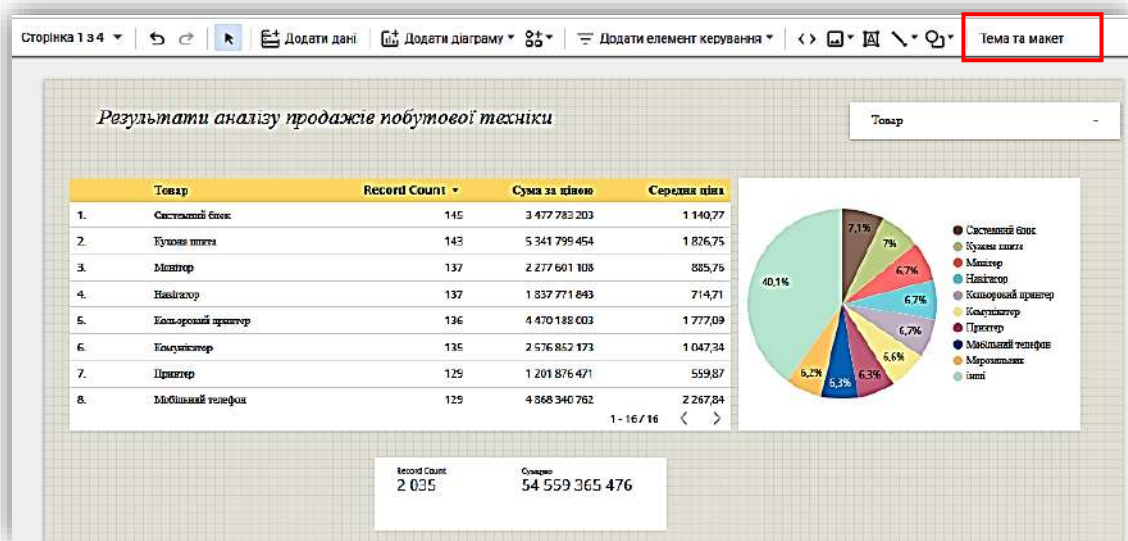 Сторінка 1 з 4 Додати дані Додати діаграму Додати елемент керування Тема та макет
Результати аналізу продажів побутової техніки
Товар -
Товар Record Count Сума за ціною Середня ціна
1. Системний блок 145 3 477 783 203 1 140,77
2. Кухона плита 143 5 341 799 454 1 826,75
3. Монітор 137 2 277 601 108 885,76
4. Навігатор 137 1 837 771 843 714,71
5. Кольоровий принтер 136 4 470 188 003 1 777,09
6. Комунікатор 135 2 576 852 173 1 047,34
7. Принтер 129 1 201 876 471 559,87
8. Мобільний телефон 129 4 868 340 762 2 267,84
1 - 16 / 16
7,1%
7%
6,7%
6,7%
6,7%
6,6%
6,3%
6,3%
6,2%
40,1%
Системний блок
Кухона плита
Монітор
Навігатор
Кольоровий принтер
Комунікатор
Принтер
Мобільний телефон
Морозильник
інші
Record Count Сумарно
2 035 54 559 365 476